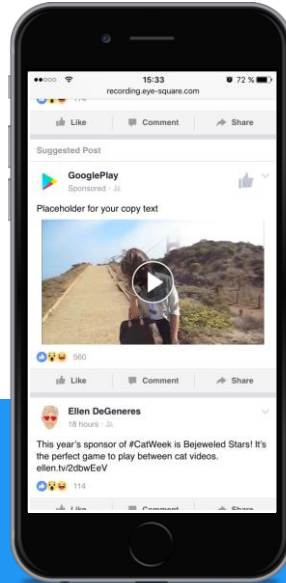 15:33
72 %
recording.eye-square.com
174
Like Comment Share
Suggested Post
GooglePlay
Sponsored ·
Placeholder for your copy text
560
Like Comment Share
Ellen DeGeneres
18 hours ·
This year's sponsor of #CatWeek is Bejeweled Stars! It's
the perfect game to play between cat videos.
ellen.tv/2dbwEeV
114
Like Comment Share